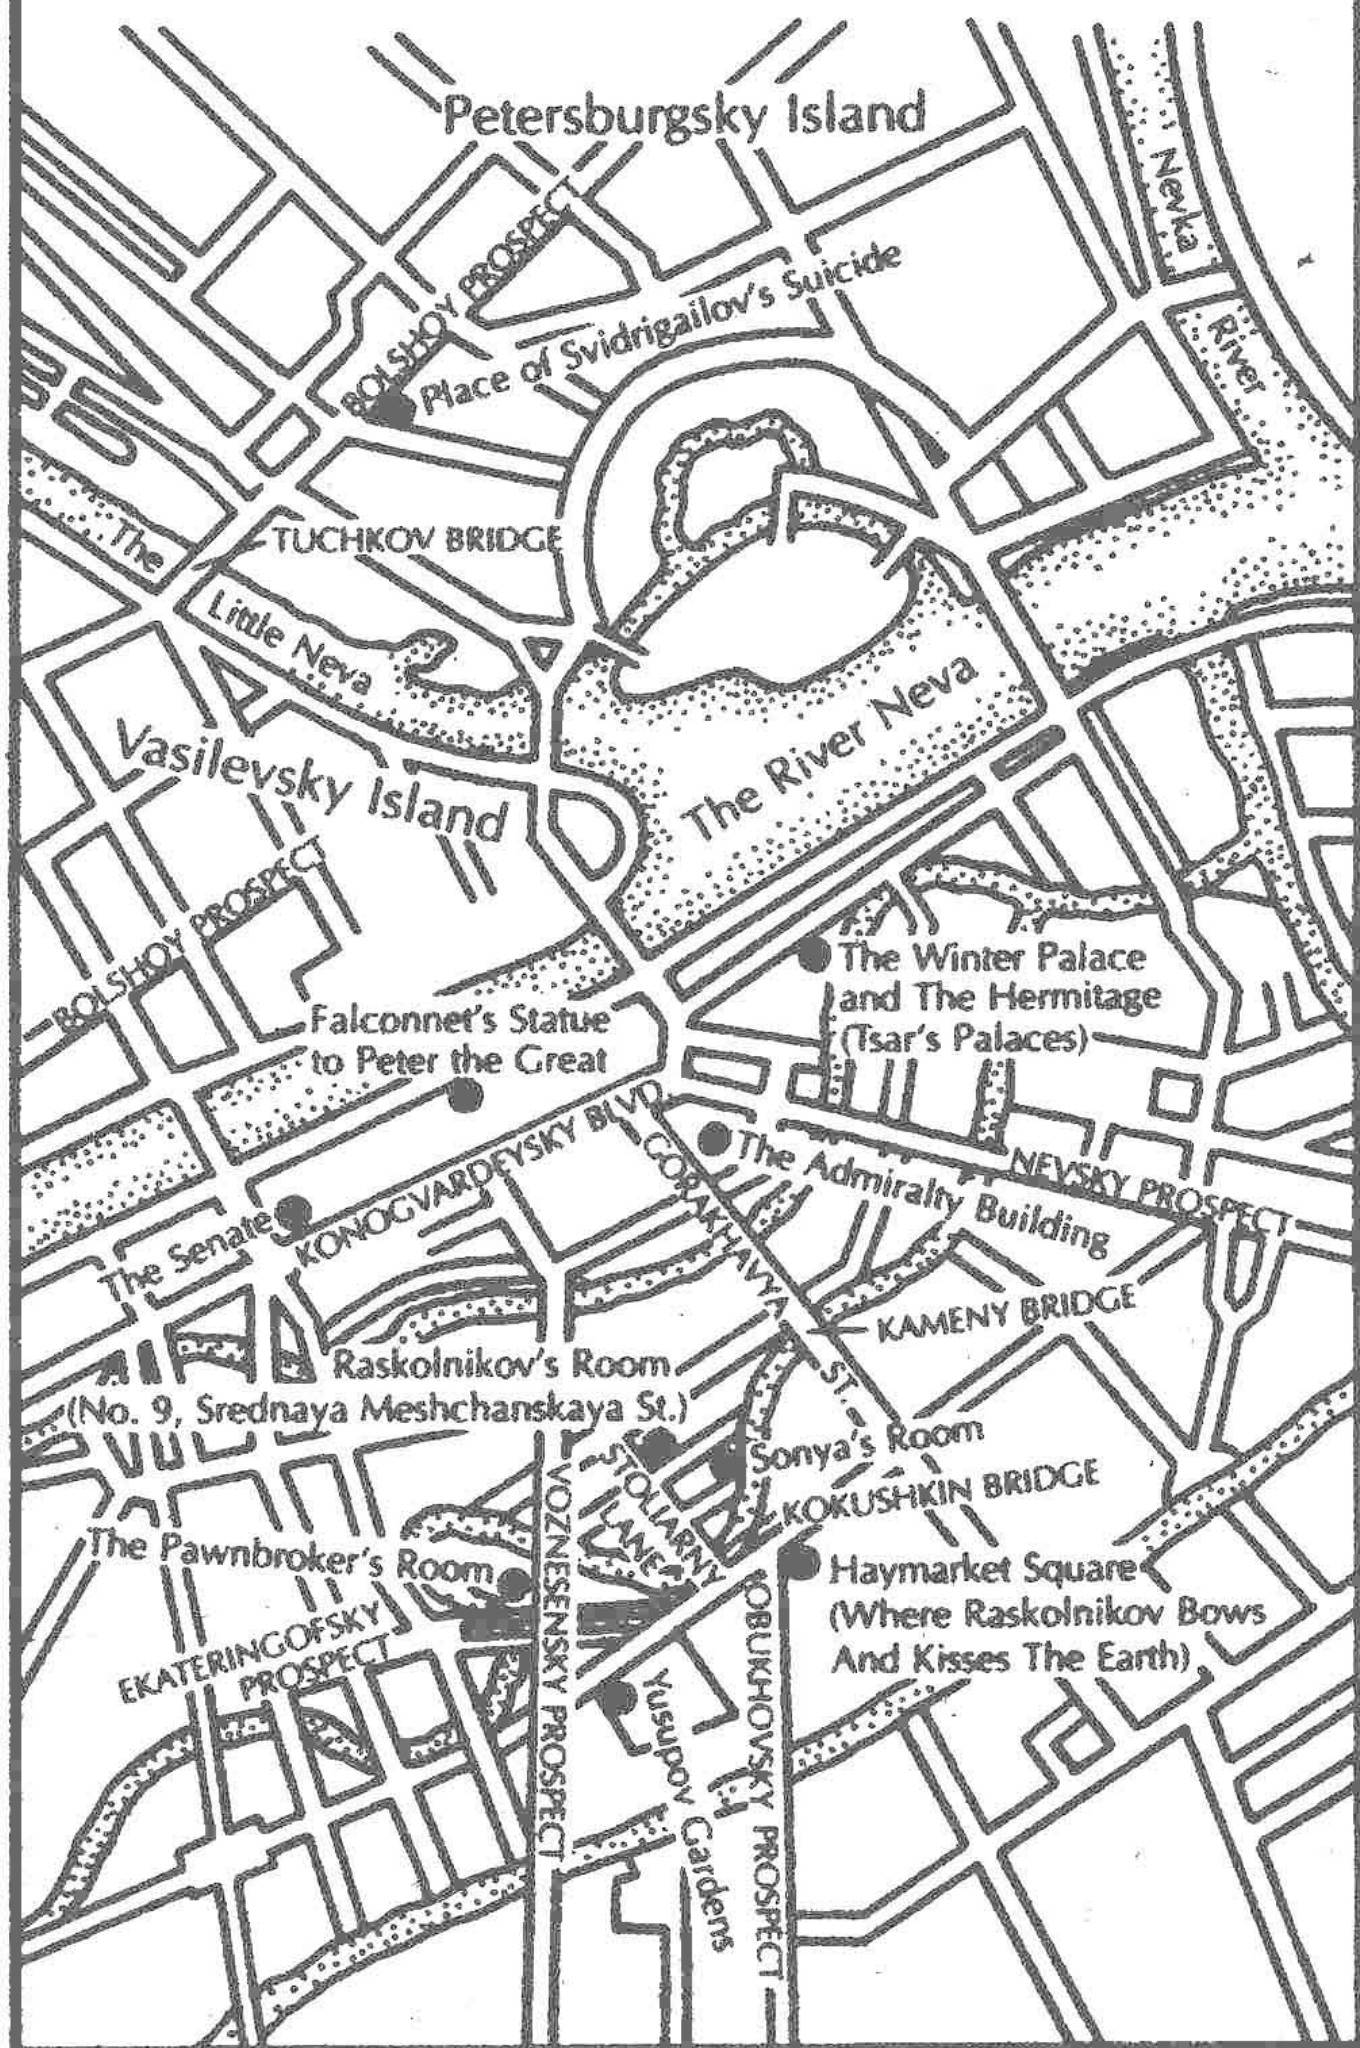 Petersburgsky Island
Nevka
River
BOLSHOY PROSPECT
Place of Svidrigailov's Suicide
The
Little Neva
TUCHKOV BRIDGE
The River Neva
Vasilevsky Island
BOLSHOY PROSPECT
The Winter Palace
and The Hermitage
(Tsar's Palaces)
Falconnet's Statue
to Peter the Great
The Admiralty Building
NEVSKY PROSPECT
The Senate
KONOGVARDEYSKY BLVD.
GORAKHAVYA ST.
KAMENY BRIDGE
Raskolnikov's Room
(No. 9, Srednaya Meshchanskaya St.)
Sonya's Room
STOLIARNY
LANE
KOKUSHKIN BRIDGE
The Pawnbroker's Room
VOZNESENSKY PROSPECT
Haymarket Square
(Where Raskolnikov Bows
And Kisses The Earth)
EKATERINGOFSKY
PROSPECT
Yusupov Gardens
OBUKHOVSKY PROSPECT